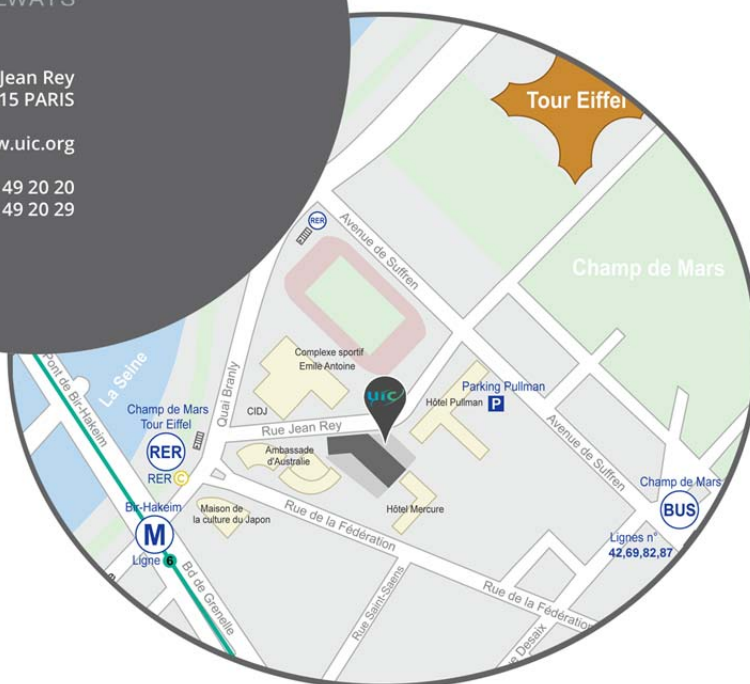 LWAYS
Jean Rey
15 PARIS
w.uic.org
49 20 20
49 20 29
Tour Eiffel
RER
Avenue de Suffren
Champ de Mars
La Seine
Pont de Bir-Hakeim
Quai Branly
Complexe sportif
Emile Antoine
uic
Parking Pullman
P
Hôtel Pullman
Champ de Mars
Tour Eiffel
CIDJ
Rue Jean Rey
Avenue de Suffren
RER
RER C
Ambassade
d'Australie
Champ de Mars
BUS
Bir-Hakeim
Maison de
la culture du Japon
Hôtel Mercure
M
Rue de la Fédération
Lignes n°
42,69,82,87
Ligne 6
Bd de Grenelle
Rue Saint-Saens
Rue de la Fédération
Desaix